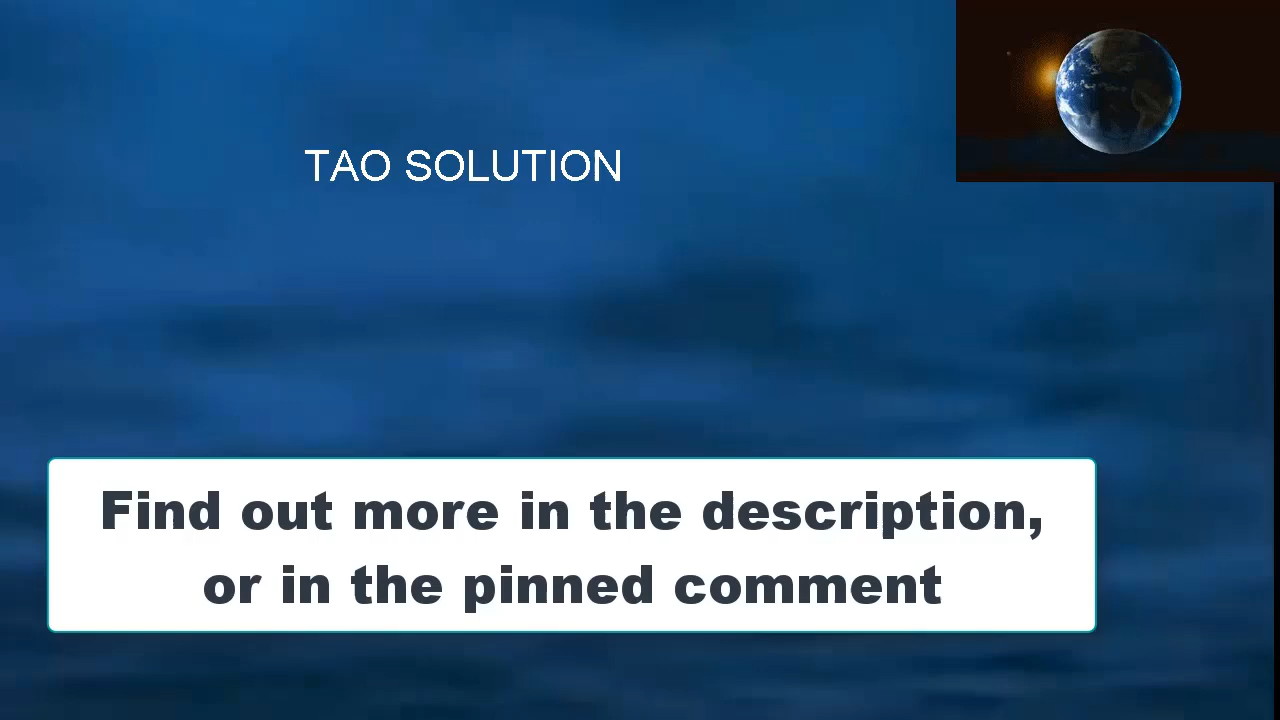 TAO SOLUTION
Find out more in the description,
or in the pinned comment